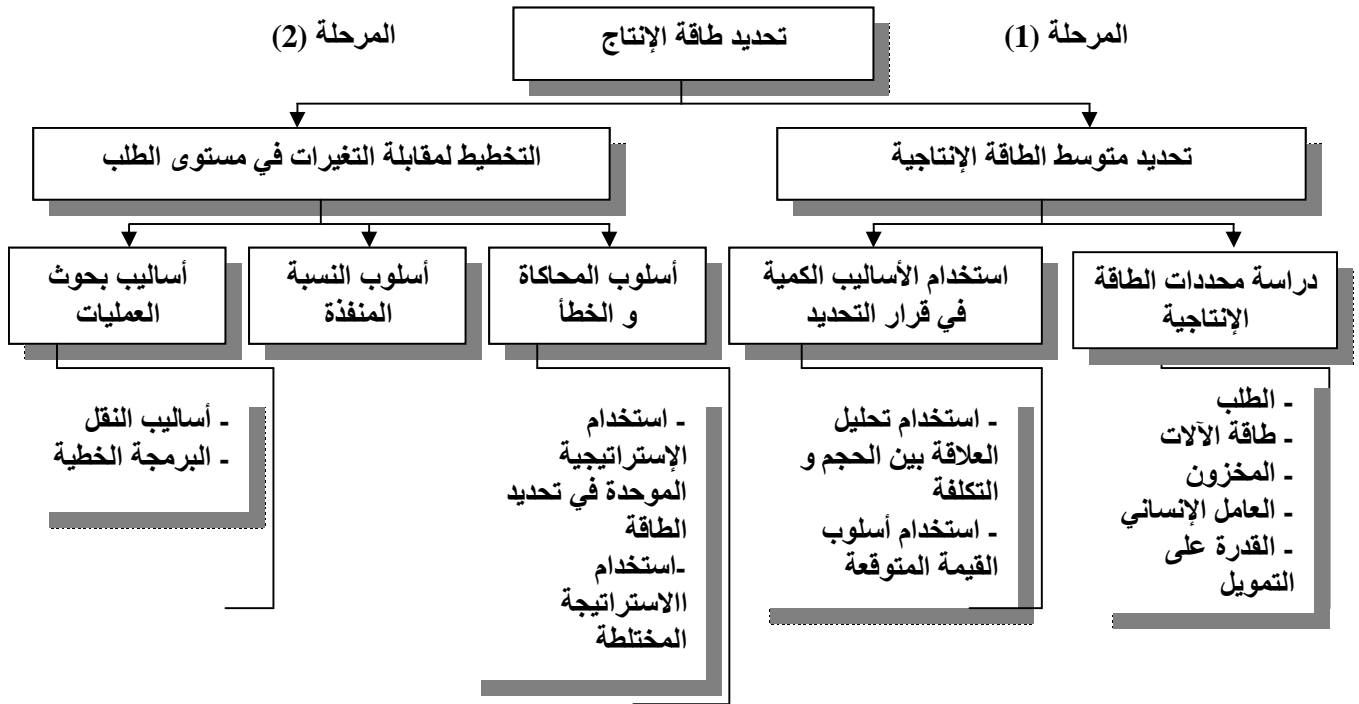 المرحلة (1)
تحديد طاقة الإنتاج
المرحلة (2)
تحديد متوسط الطاقة الإنتاجية
التخطيط لمقابلة التغيرات في مستوى الطلب
دراسة محددات الطاقة
الإنتاجية
استخدام الأساليب الكمية
في قرار التحديد
أسلوب المحاكاة
و الخطأ
أسلوب النسبة
المنفذة
أساليب بحوث
العمليات
- الطلب
- طاقة الآلات
- المخزون
- العامل الإنساني
- القدرة على
التمويل
- استخدام تحليل
العلاقة بين الحجم و
التكلفة
- استخدام أسلوب
القيمة المتوقعة
- استخدام
الإستراتيجية
الموحدة في تحديد
الطاقة
-استخدام
االاستراتيجة
المختلطة
- أساليب النقل
- البرمجة الخطية